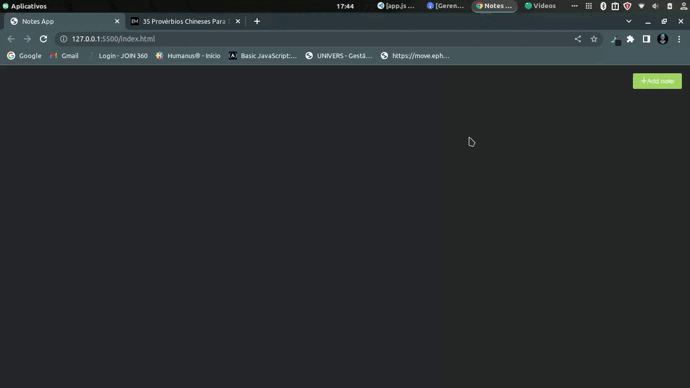 Aplicativos 17:44 [app.js ... [Geren... Notes ... Videos
Notes App 35 Provérbios Chineses Para
127.0.0.1:5500/index.html
Google Gmail Login - JOIN 360 Humanus® - Início Basic JavaScript:... UNIVERS - Gestã... https://move.eph...
+Add note